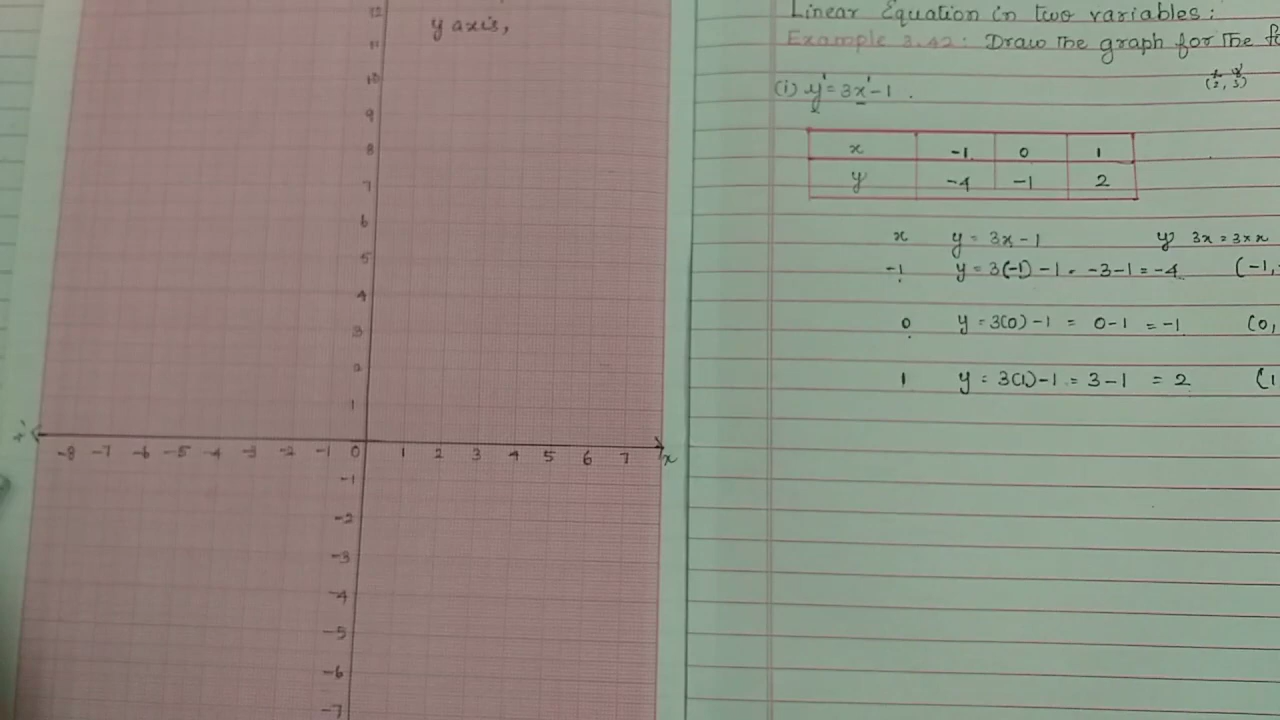 y axis,
12
11
10
9
8
7
6
5
4
3
2
1
-8 -7 -6 -5 -4 -3 -2 -1 0 1 2 3 4 5 6 7 x
-1
-2
-3
-4
-5
-6
-7
Linear Equation in two variables:
Example 3.42: Draw the graph for the
(i) y = 3x - 1.
x y
(2, 3)
x -1 0 1
y -4 -1 2
x y = 3x - 1 y 3x = 3 × x
-1 y = 3(-1) - 1 = -3 - 1 = -4 (-1,
0 y = 3(0) - 1 = 0 - 1 = -1 (0,
1 y = 3(1) - 1 = 3 - 1 = 2 (1